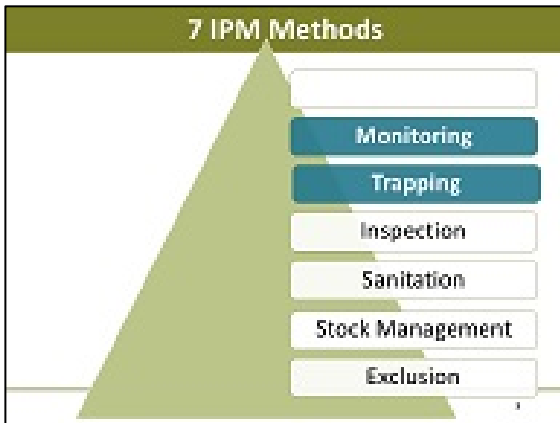 7 IPM Methods
Monitoring
Trapping
Inspection
Sanitation
Stock Management
Exclusion